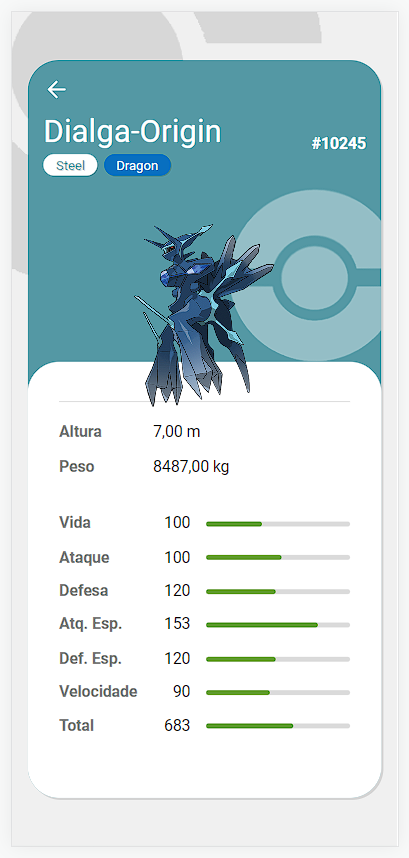 Dialga-Origin
#10245
Steel Dragon
Altura 7,00 m
Peso 8487,00 kg
Vida 100
Ataque 100
Defesa 120
Atq. Esp. 153
Def. Esp. 120
Velocidade 90
Total 683